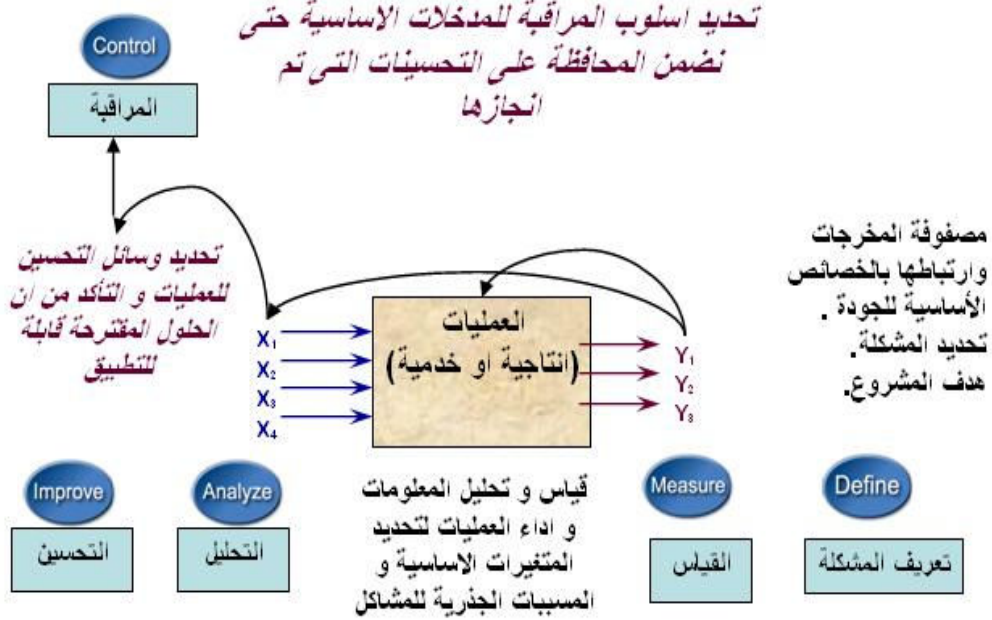 Control
المراقبة
تحديد اسلوب المراقبة للمدخلات الاساسية حتى
نضمن المحافظة على التحسينات التى تم
انجازها
مصفوفة المخرجات
وارتباطها بالخصائص
الأساسية للجودة .
تحديد المشكلة.
هدف المشروع.
تحديد وسائل التحسين
للعمليات و التأكد من ان
الحلول المقترحة قابلة
للتطبيق
العمليات
(انتاجية او خدمية)
X₁
X₂
X₃
X₄
Y₁
Y₂
Y₃
Define
تعريف المشكلة
Measure
القياس
قياس و تحليل المعلومات
و اداء العمليات لتحديد
المتغيرات الاساسية و
المسببات الجذرية للمشاكل
Analyze
التحليل
Improve
التحسين